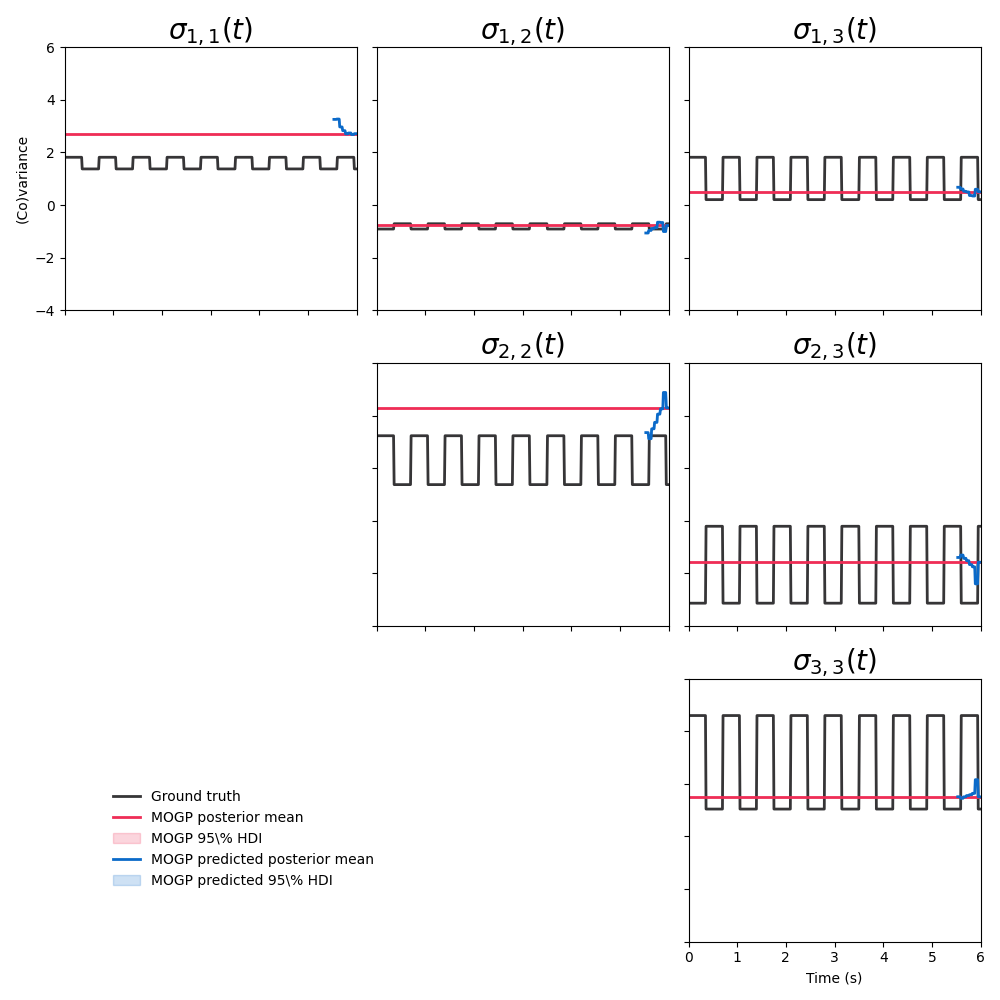 σ1,1(t)
σ1,2(t)
σ1,3(t)
6
4
2
0
−2
−4
(Co)variance
σ2,2(t)
σ2,3(t)
σ3,3(t)
Ground truth
MOGP posterior mean
MOGP 95\% HDI
MOGP predicted posterior mean
MOGP predicted 95\% HDI
0 1 2 3 4 5 6
Time (s)